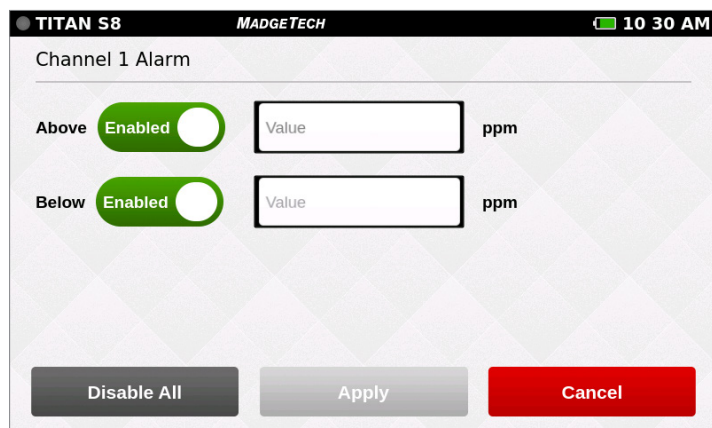 TITAN S8 MADGETECH 10 30 AM
Channel 1 Alarm
Above Enabled Value ppm
Below Enabled Value ppm
Disable All Apply Cancel